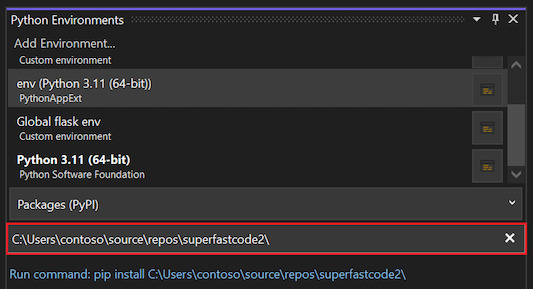 Python Environments
Add Environment...
Custom environment
env (Python 3.11 (64-bit))
PythonAppExt
Global flask env
Custom environment
Python 3.11 (64-bit)
Python Software Foundation
Packages (PyPI)
C:\Users\contoso\source\repos\superfastcode2\
Run command: pip install C:\Users\contoso\source\repos\superfastcode2\